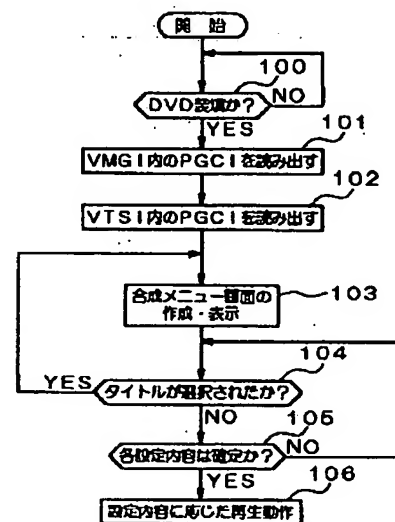 開 始
100
DVD装填か?
NO
YES
101
VMGI内のPGCIを読み出す
102
VTSI内のPGCIを読み出す
103
合成メニュー画面の
作成・表示
104
YES
タイトルが選択されたか?
NO
105
各設定内容は確定か?
NO
YES
106
設定内容に応じた再生動作